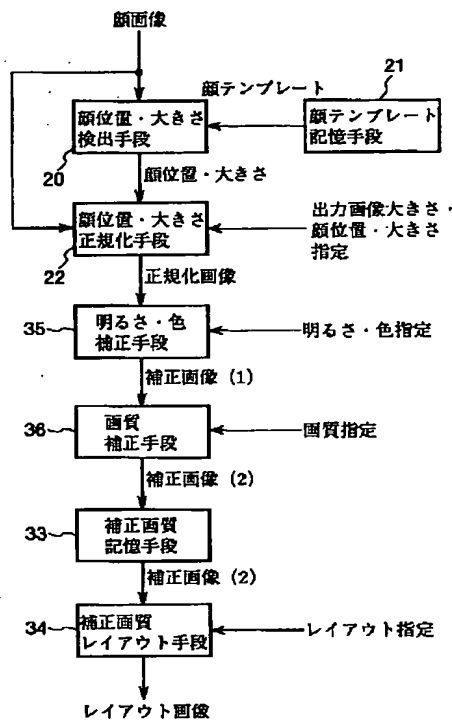 顔画像
21
顔テンプレート
顔テンプレート
記憶手段
顔位置・大きさ
検出手段
20
顔位置・大きさ
出力画像大きさ・
顔位置・大きさ
指定
顔位置・大きさ
正規化手段
22
正規化画像
35
明るさ・色
補正手段
明るさ・色指定
補正画像 (1)
36
画質
補正手段
画質指定
補正画像 (2)
33
補正画質
記憶手段
補正画像 (2)
34
補正画質
レイアウト手段
レイアウト指定
レイアウト画像